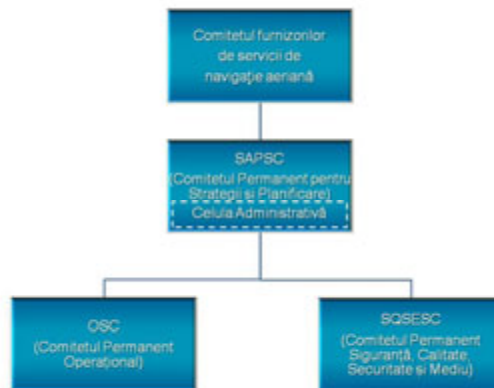 Comitetul furnizorilor
de servicii de
navigație aeriană
SAPSC
(Comitetul Permanent pentru
Strategii și Planificare)
Celula Administrativă
OSC
(Comitetul Permanent
Operațional)
SQSESC
(Comitetul Permanent
Siguranță, Calitate,
Securitate și Mediu)